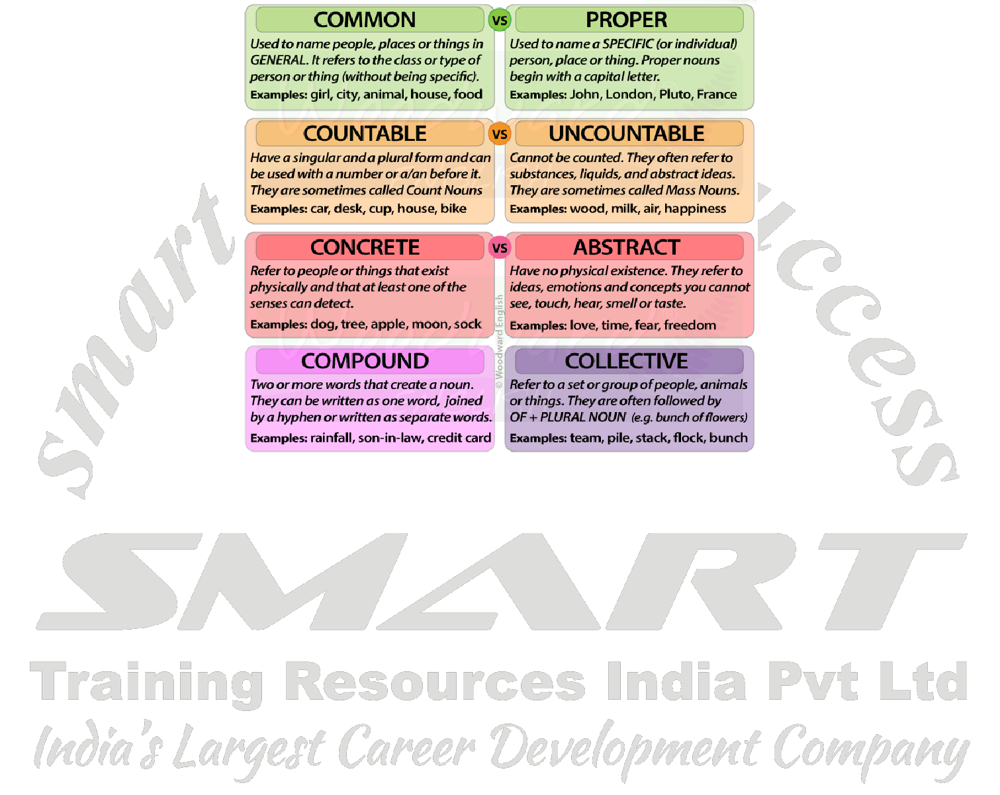 COMMON
VS
PROPER
Used to name people, places or things in
GENERAL. It refers to the class or type of
person or thing (without being specific).
Examples: girl, city, animal, house, food
Used to name a SPECIFIC (or individual)
person, place or thing. Proper nouns
begin with a capital letter.
Examples: John, London, Pluto, France
COUNTABLE
VS
UNCOUNTABLE
Have a singular and a plural form and can
be used with a number or a/an before it.
They are sometimes called Count Nouns
Examples: car, desk, cup, house, bike
Cannot be counted. They often refer to
substances, liquids, and abstract ideas.
They are sometimes called Mass Nouns.
Examples: wood, milk, air, happiness
CONCRETE
VS
ABSTRACT
Refer to people or things that exist
physically and that at least one of the
senses can detect.
Examples: dog, tree, apple, moon, sock
Have no physical existence. They refer to
ideas, emotions and concepts you cannot
see, touch, hear, smell or taste.
Examples: love, time, fear, freedom
© Woodward English
COMPOUND
COLLECTIVE
Two or more words that create a noun.
They can be written as one word, joined
by a hyphen or written as separate words.
Examples: rainfall, son-in-law, credit card
Refer to a set or group of people, animals
or things. They are often followed by
OF + PLURAL NOUN (e.g. bunch of flowers)
Examples: team, pile, stack, flock, bunch
smart
ccess
SMART
Training Resources India Pvt Ltd
India's Largest Career Development Company